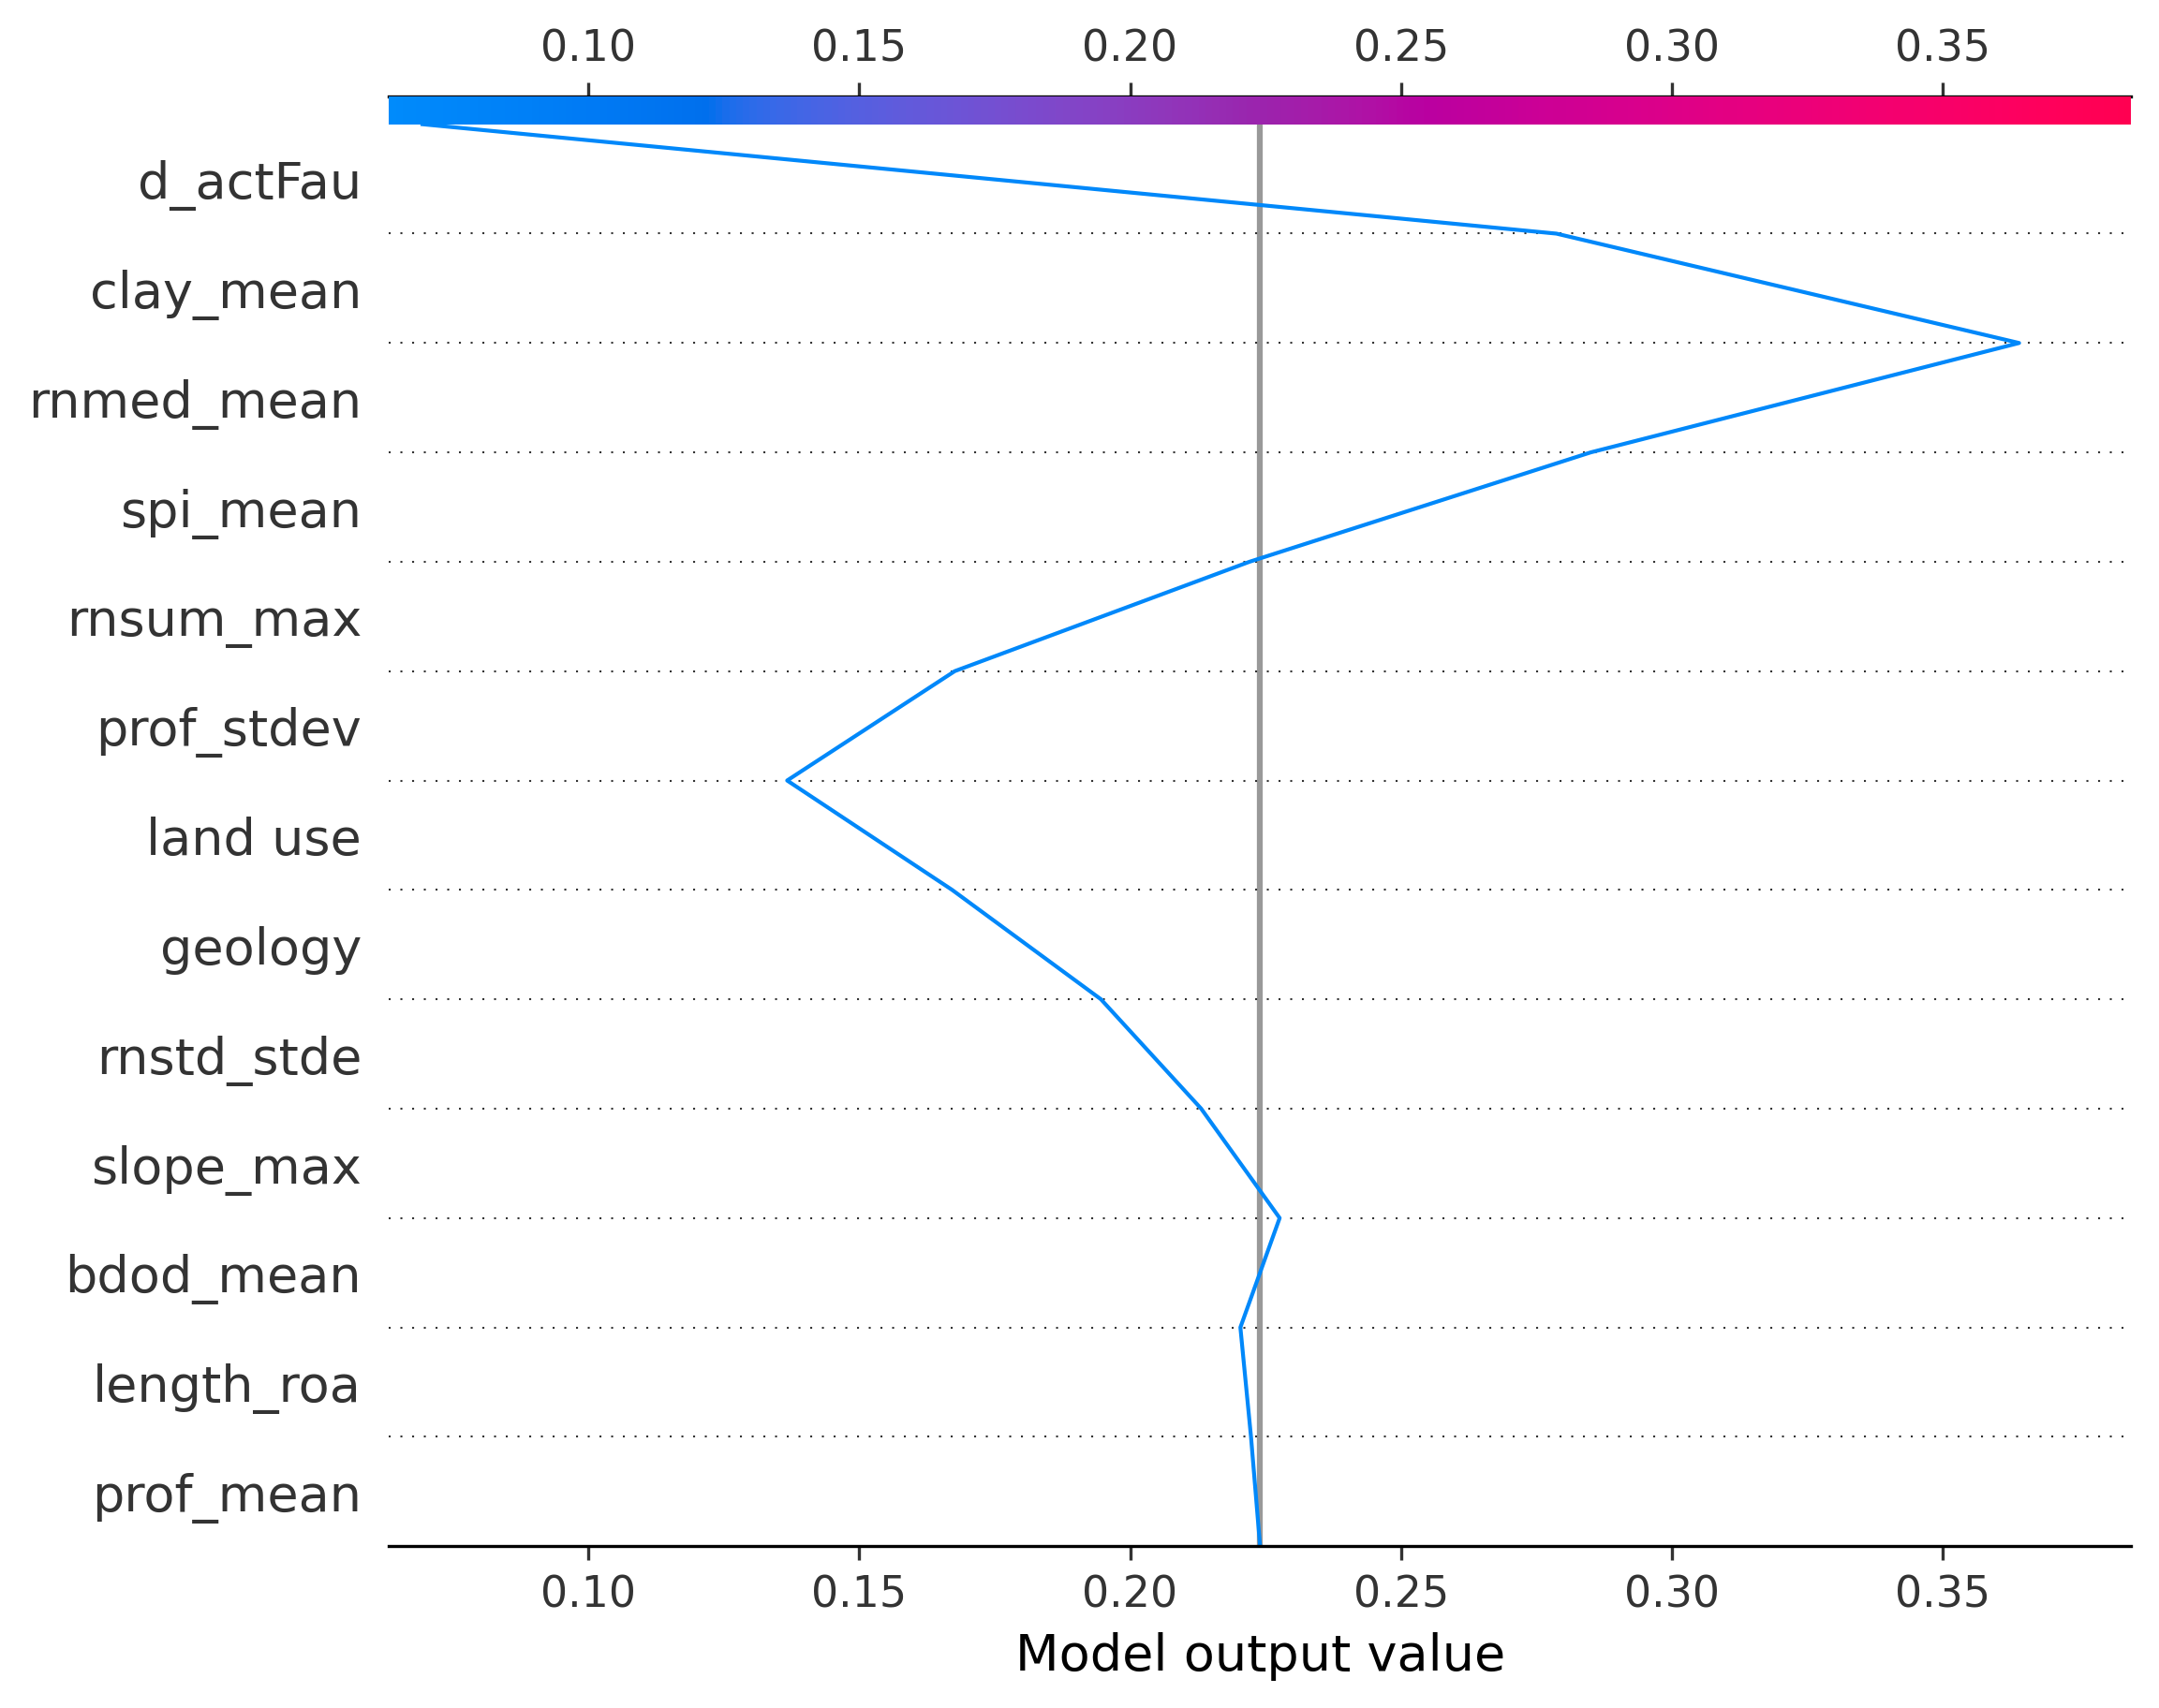 0.10 0.15 0.20 0.25 0.30 0.35
d_actFau
clay_mean
rnmed_mean
spi_mean
rnsum_max
prof_stdev
land use
geology
rnstd_stde
slope_max
bdod_mean
length_roa
prof_mean
0.10 0.15 0.20 0.25 0.30 0.35
Model output value